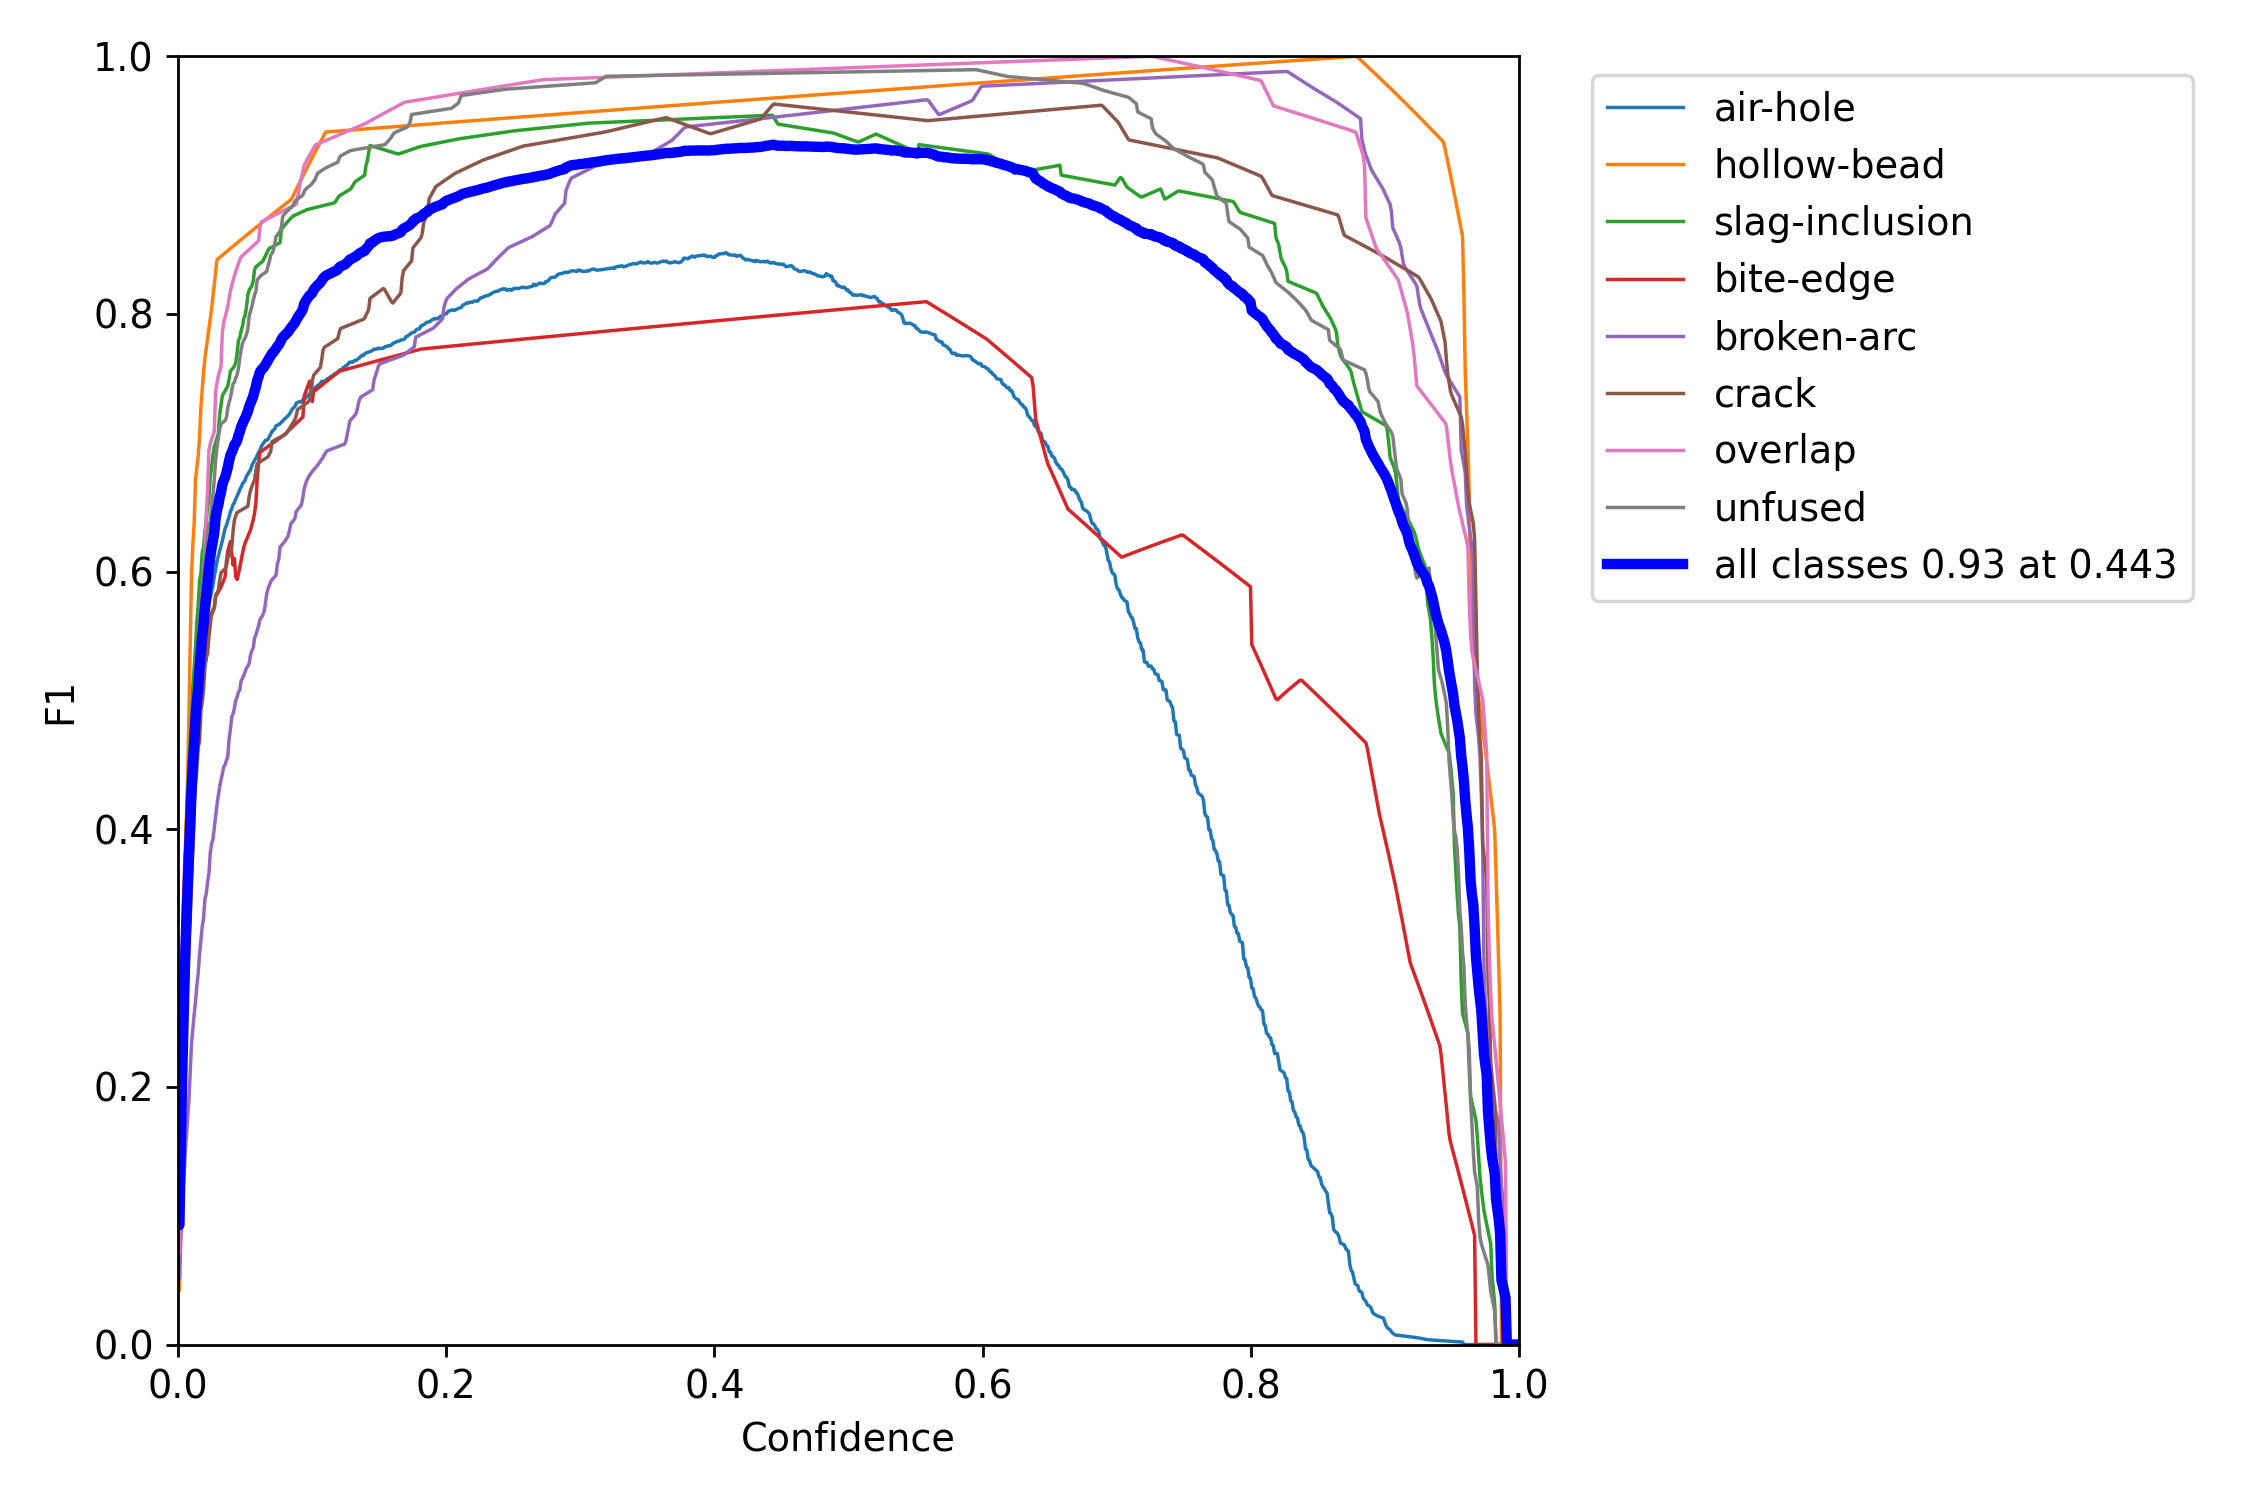 1.0
0.8
0.6
0.4
0.2
0.0
F1
0.0 0.2 0.4 0.6 0.8 1.0
Confidence
air-hole
hollow-bead
slag-inclusion
bite-edge
broken-arc
crack
overlap
unfused
all classes 0.93 at 0.443